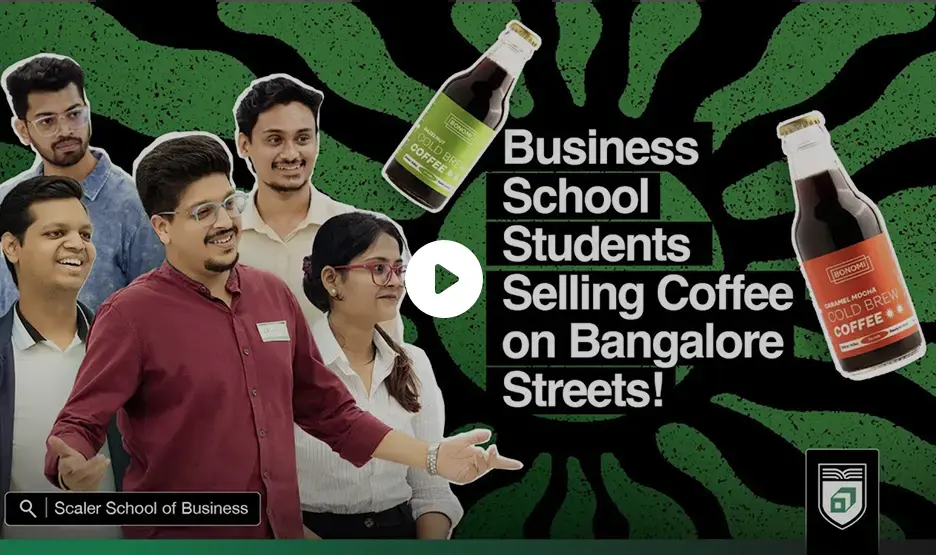 Business
School
Students
Selling Coffee
on Bangalore
Streets!
BONOMI
COLD BREW
COFFEE
BONOMI
CARAMEL MOCHA
COLD BREW
COFFEE
Scaler School of Business